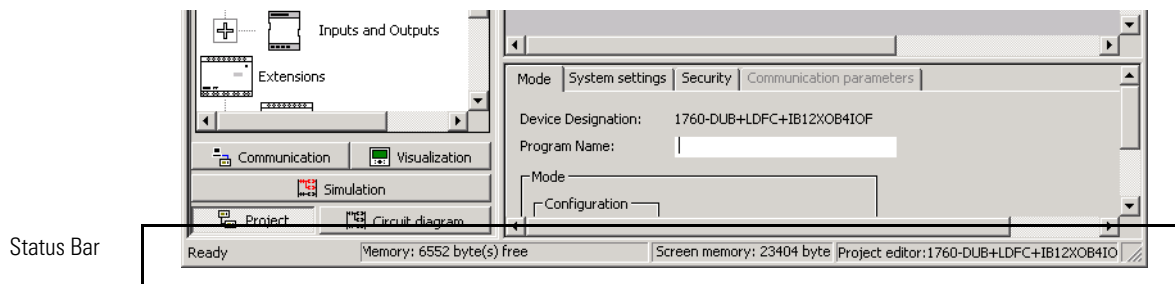 Inputs and Outputs
Extensions
Communication
Visualization
Simulation
Project
Circuit diagram
Mode
System settings
Security
Communication parameters
Device Designation: 1760-DUB+LDFC+IB12XOB4IOF
Program Name:
Mode
Configuration
Status Bar
Ready
Memory: 6552 byte(s) free
Screen memory: 23404 byte
Project editor:1760-DUB+LDFC+IB12XOB4IO